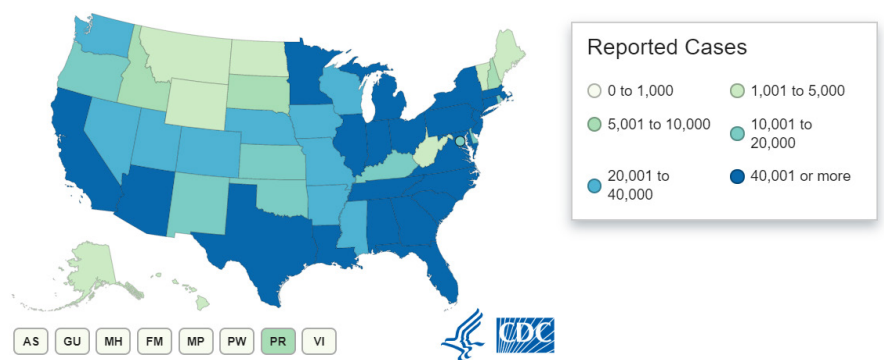 Reported Cases
0 to 1,000
1,001 to 5,000
5,001 to 10,000
10,001 to
20,000
20,001 to
40,000
40,001 or more
AS GU MH FM MP PW PR VI
CDC